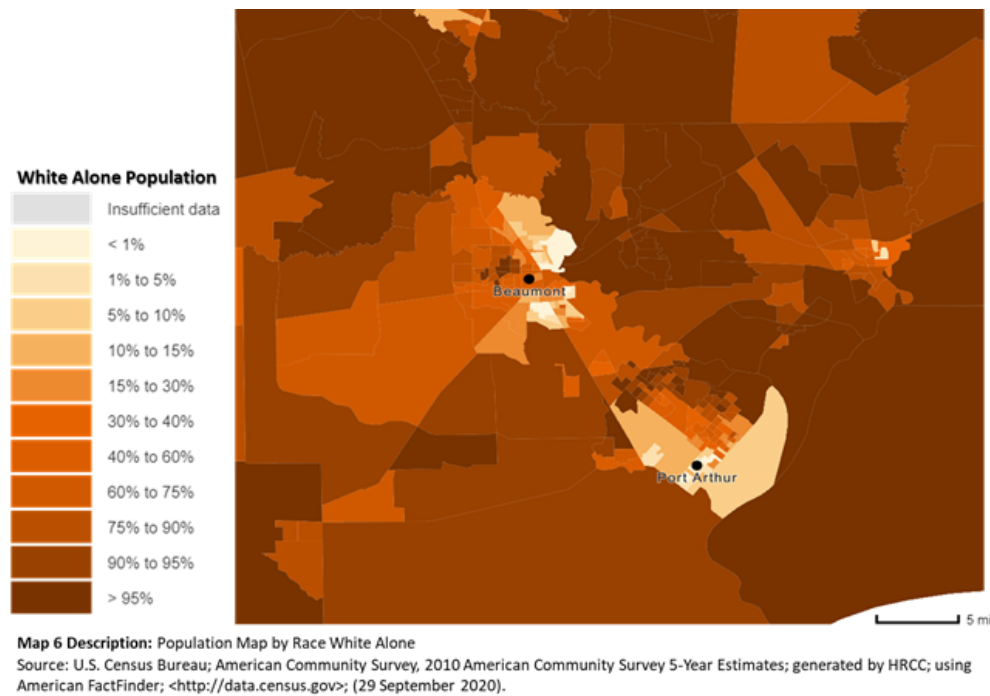 White Alone Population
Insufficient data
< 1%
1% to 5%
5% to 10%
10% to 15%
15% to 30%
30% to 40%
40% to 60%
60% to 75%
75% to 90%
90% to 95%
> 95%
Beaumont
Port Arthur
5 mi
Map 6 Description: Population Map by Race White Alone
Source: U.S. Census Bureau; American Community Survey, 2010 American Community Survey 5-Year Estimates; generated by HRCC; using
American FactFinder; <http://data.census.gov>; (29 September 2020).